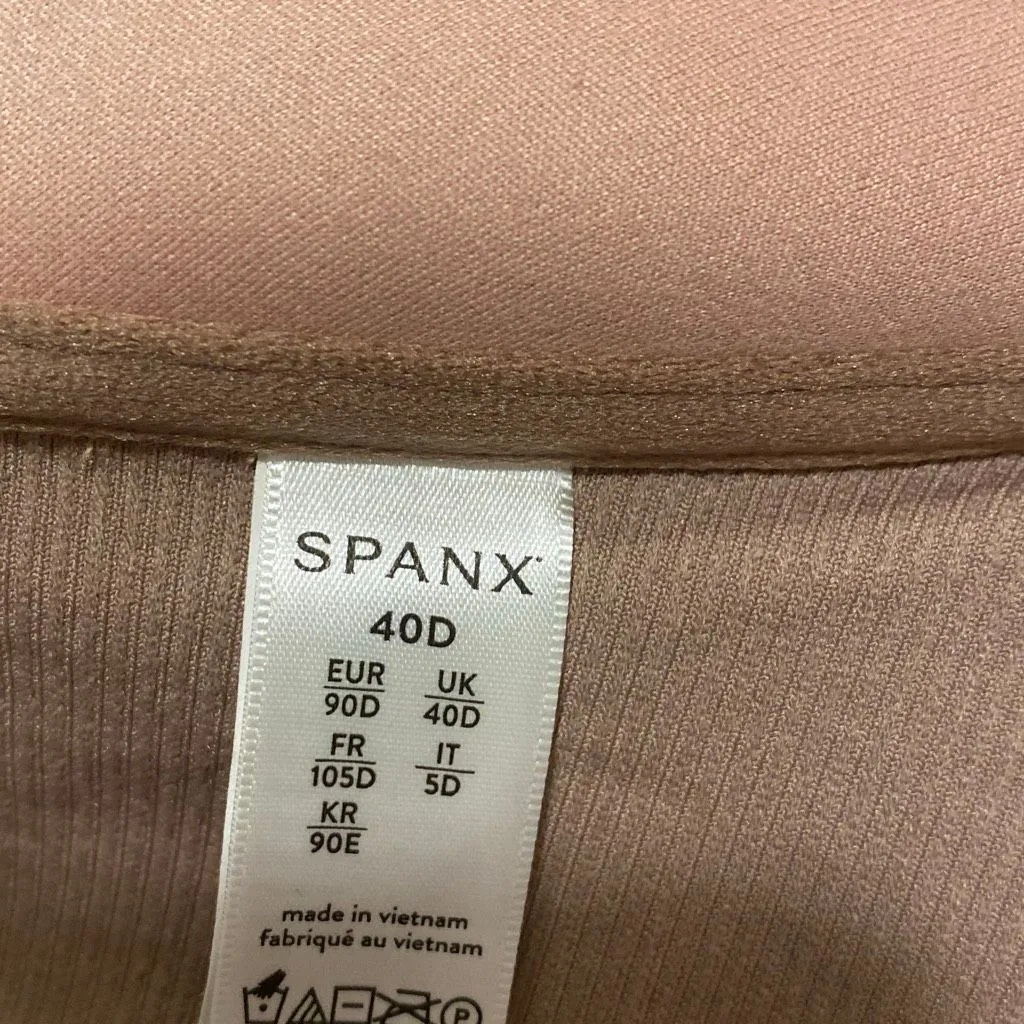 SPANX
40D
EUR UK
90D 40D
FR IT
105D 5D
KR
90E
made in vietnam
fabriqué au vietnam
P